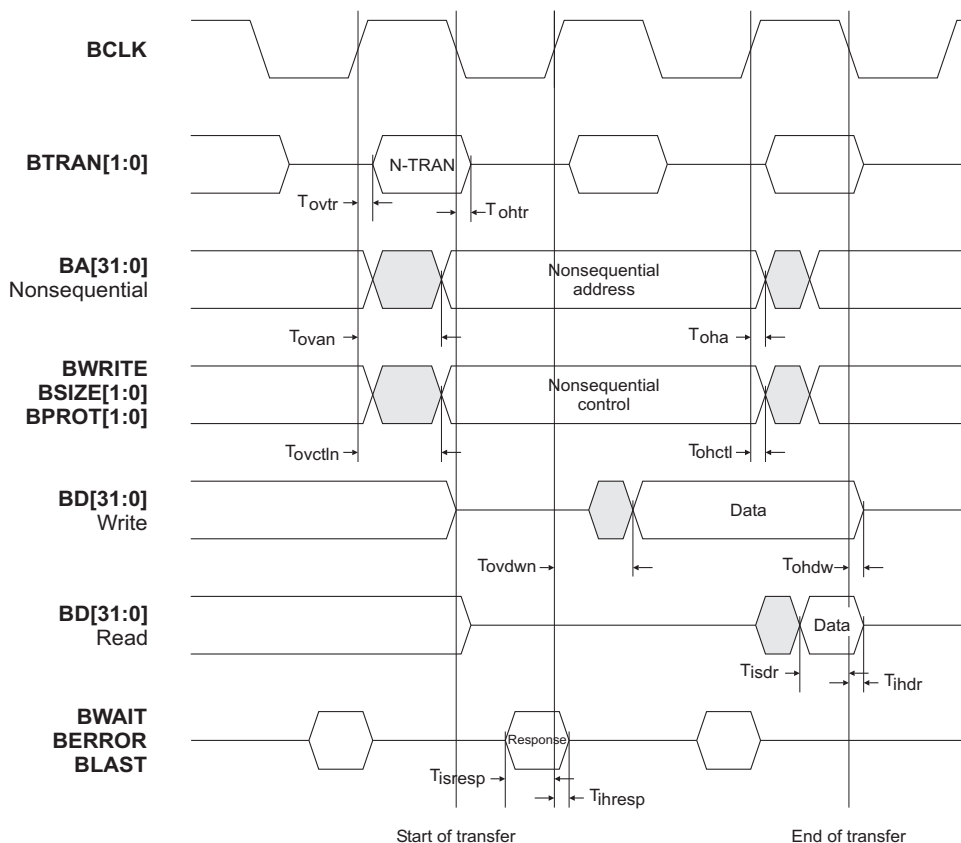 BCLK
BTRAN[1:0]
N-TRAN
Tovtr
Tohtr
BA[31:0]
Nonsequential
Nonsequential
address
Tovan
Toha
BWRITE
BSIZE[1:0]
BPROT[1:0]
Nonsequential
control
Tovctln
Tohctl
BD[31:0]
Write
Data
Tovdwn
Tohdw
BD[31:0]
Read
Data
Tisdr
Tihdr
BWAIT
BERROR
BLAST
Response
Tisresp
Tihresp
Start of transfer
End of transfer